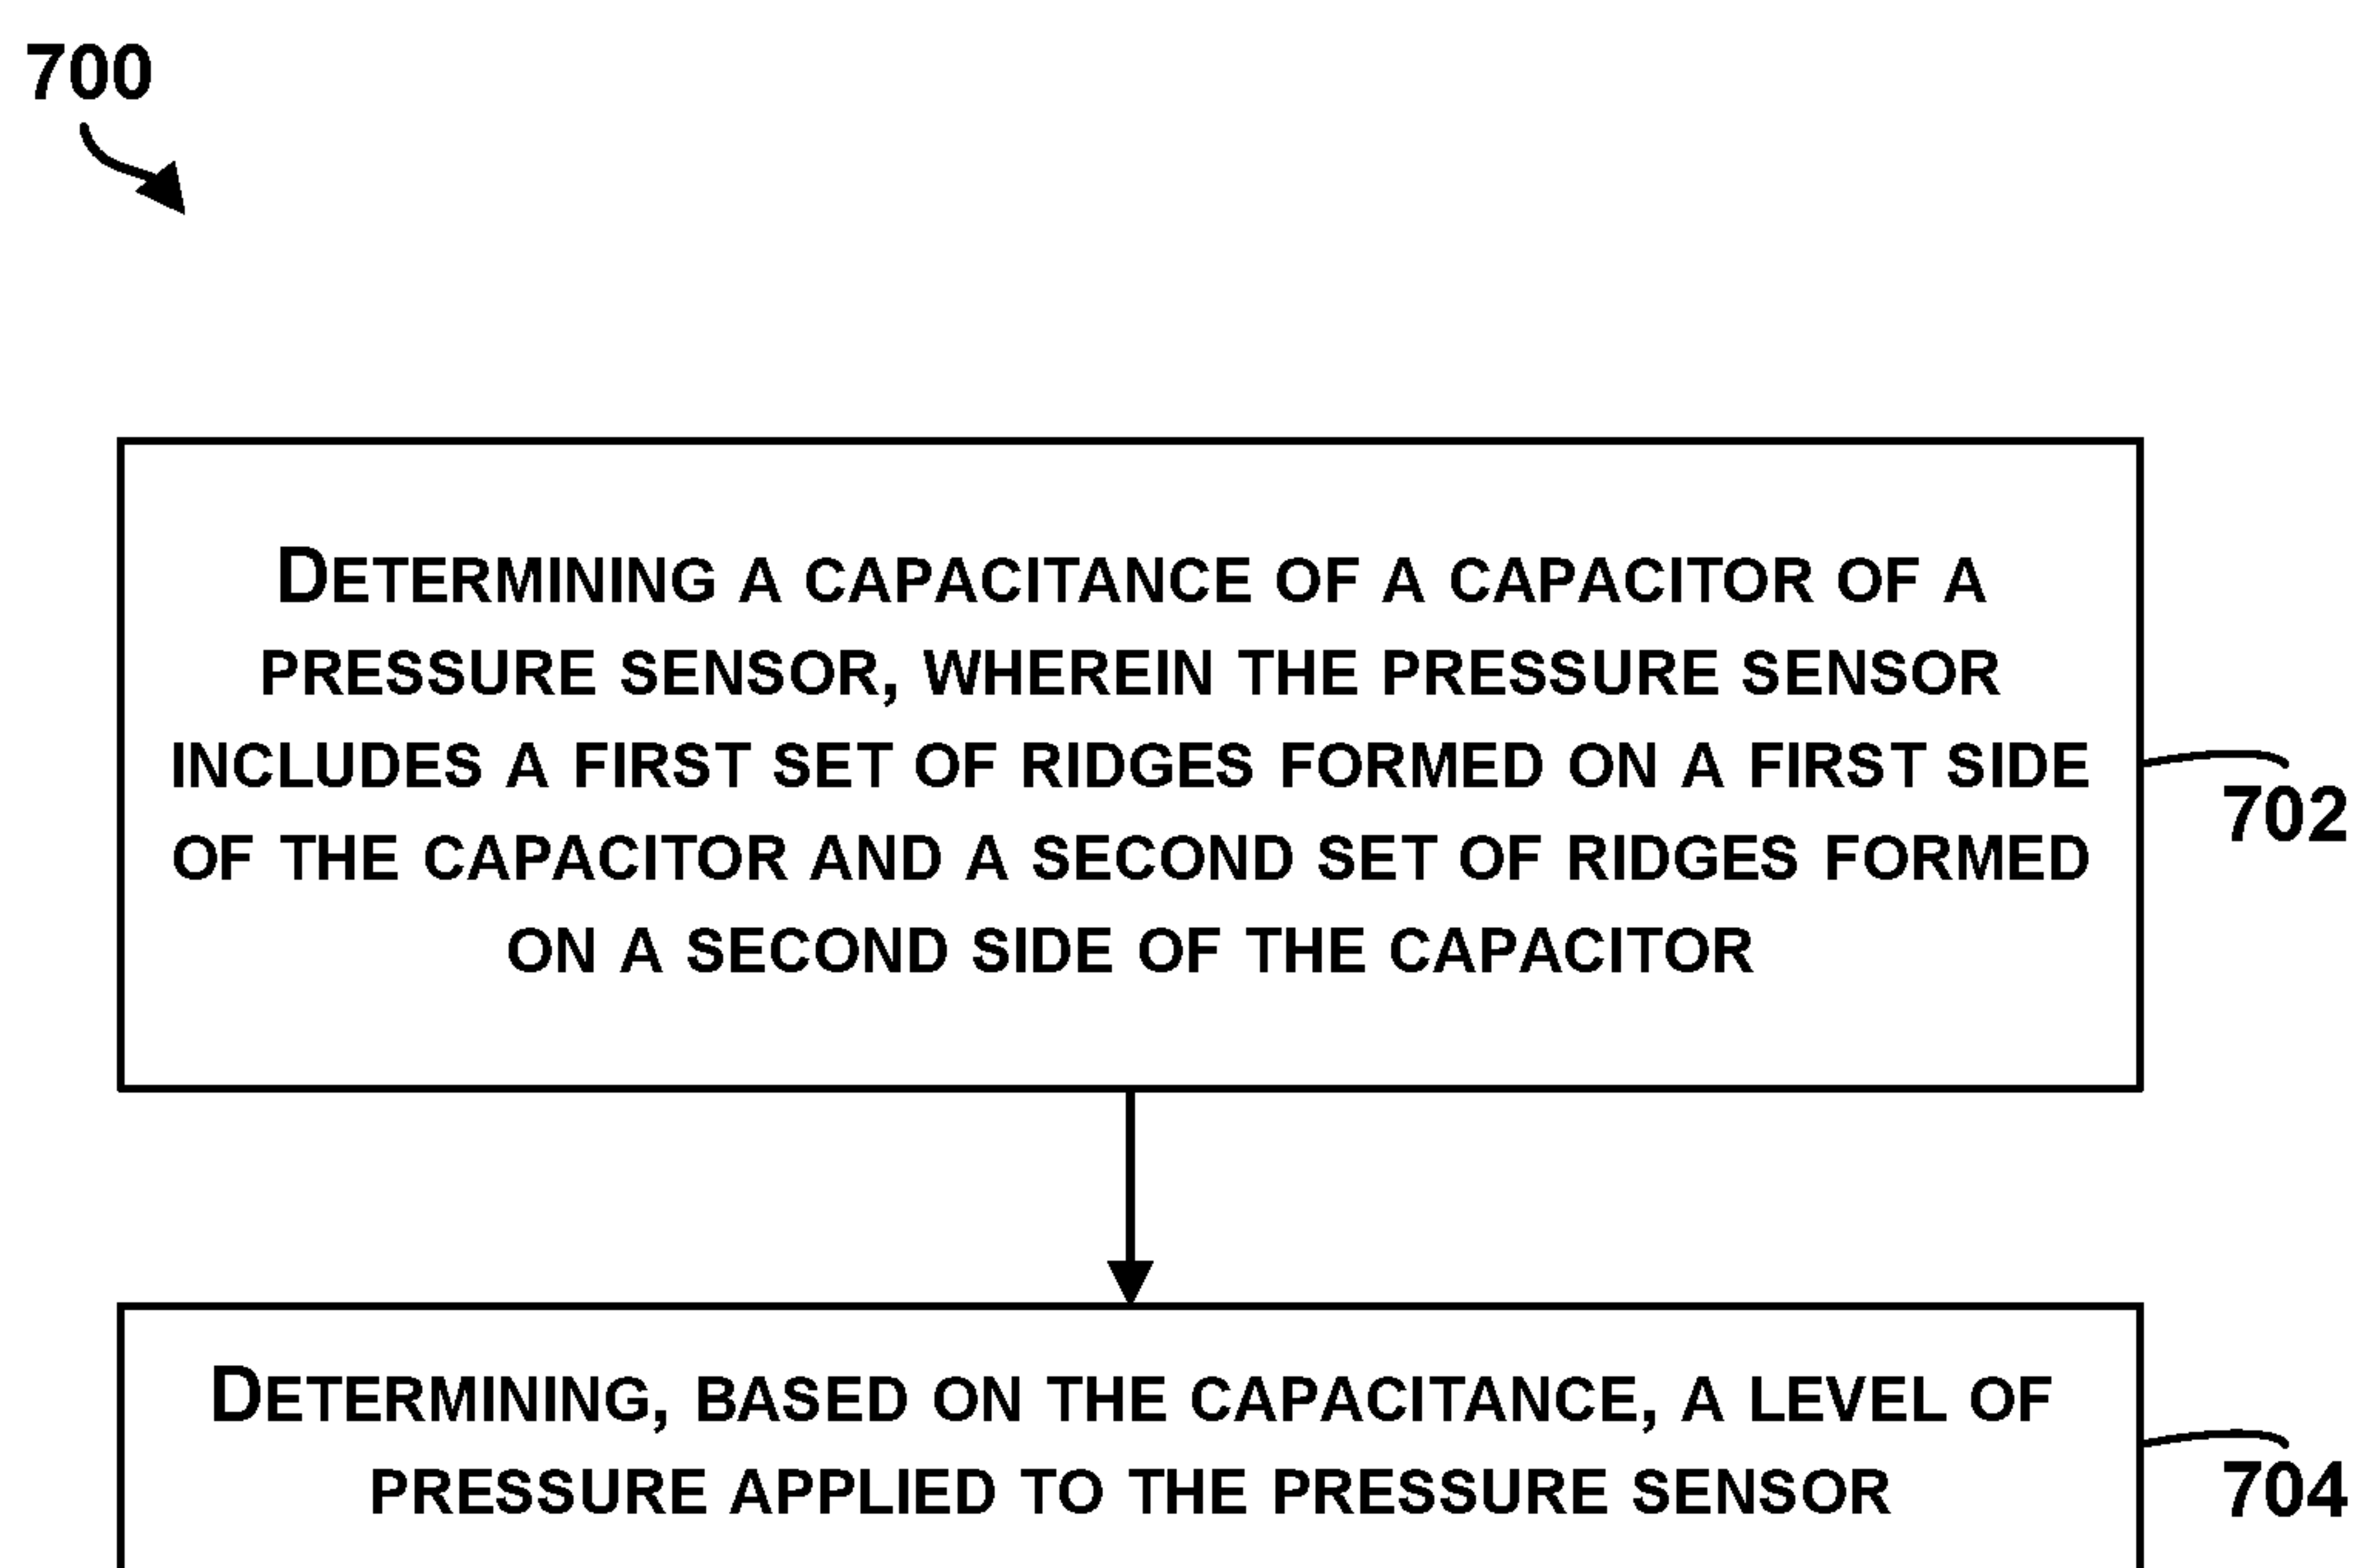 700
DETERMINING A CAPACITANCE OF A CAPACITOR OF A
PRESSURE SENSOR, WHEREIN THE PRESSURE SENSOR
INCLUDES A FIRST SET OF RIDGES FORMED ON A FIRST SIDE
OF THE CAPACITOR AND A SECOND SET OF RIDGES FORMED
ON A SECOND SIDE OF THE CAPACITOR
702
DETERMINING, BASED ON THE CAPACITANCE, A LEVEL OF
PRESSURE APPLIED TO THE PRESSURE SENSOR
704